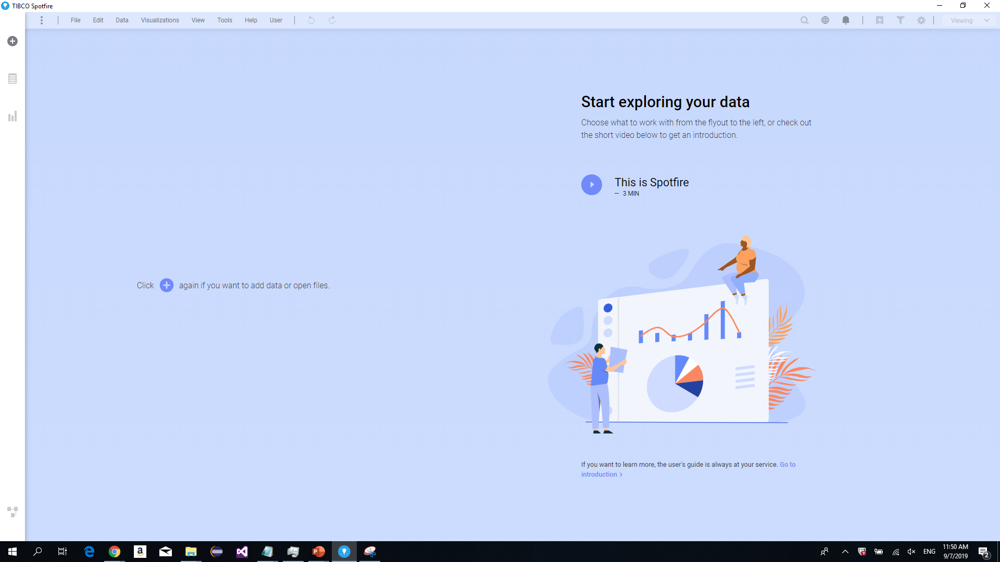 TIBCO Spotfire
File Edit Data Visualizations View Tools Help User
Viewing
Start exploring your data
Choose what to work with from the flyout to the left, or check out
the short video below to get an introduction.
This is Spotfire
— 3 MIN
Click + again if you want to add data or open files.
If you want to learn more, the user's guide is always at your service. Go to
introduction >
ENG
11:50 AM
9/7/2019
2